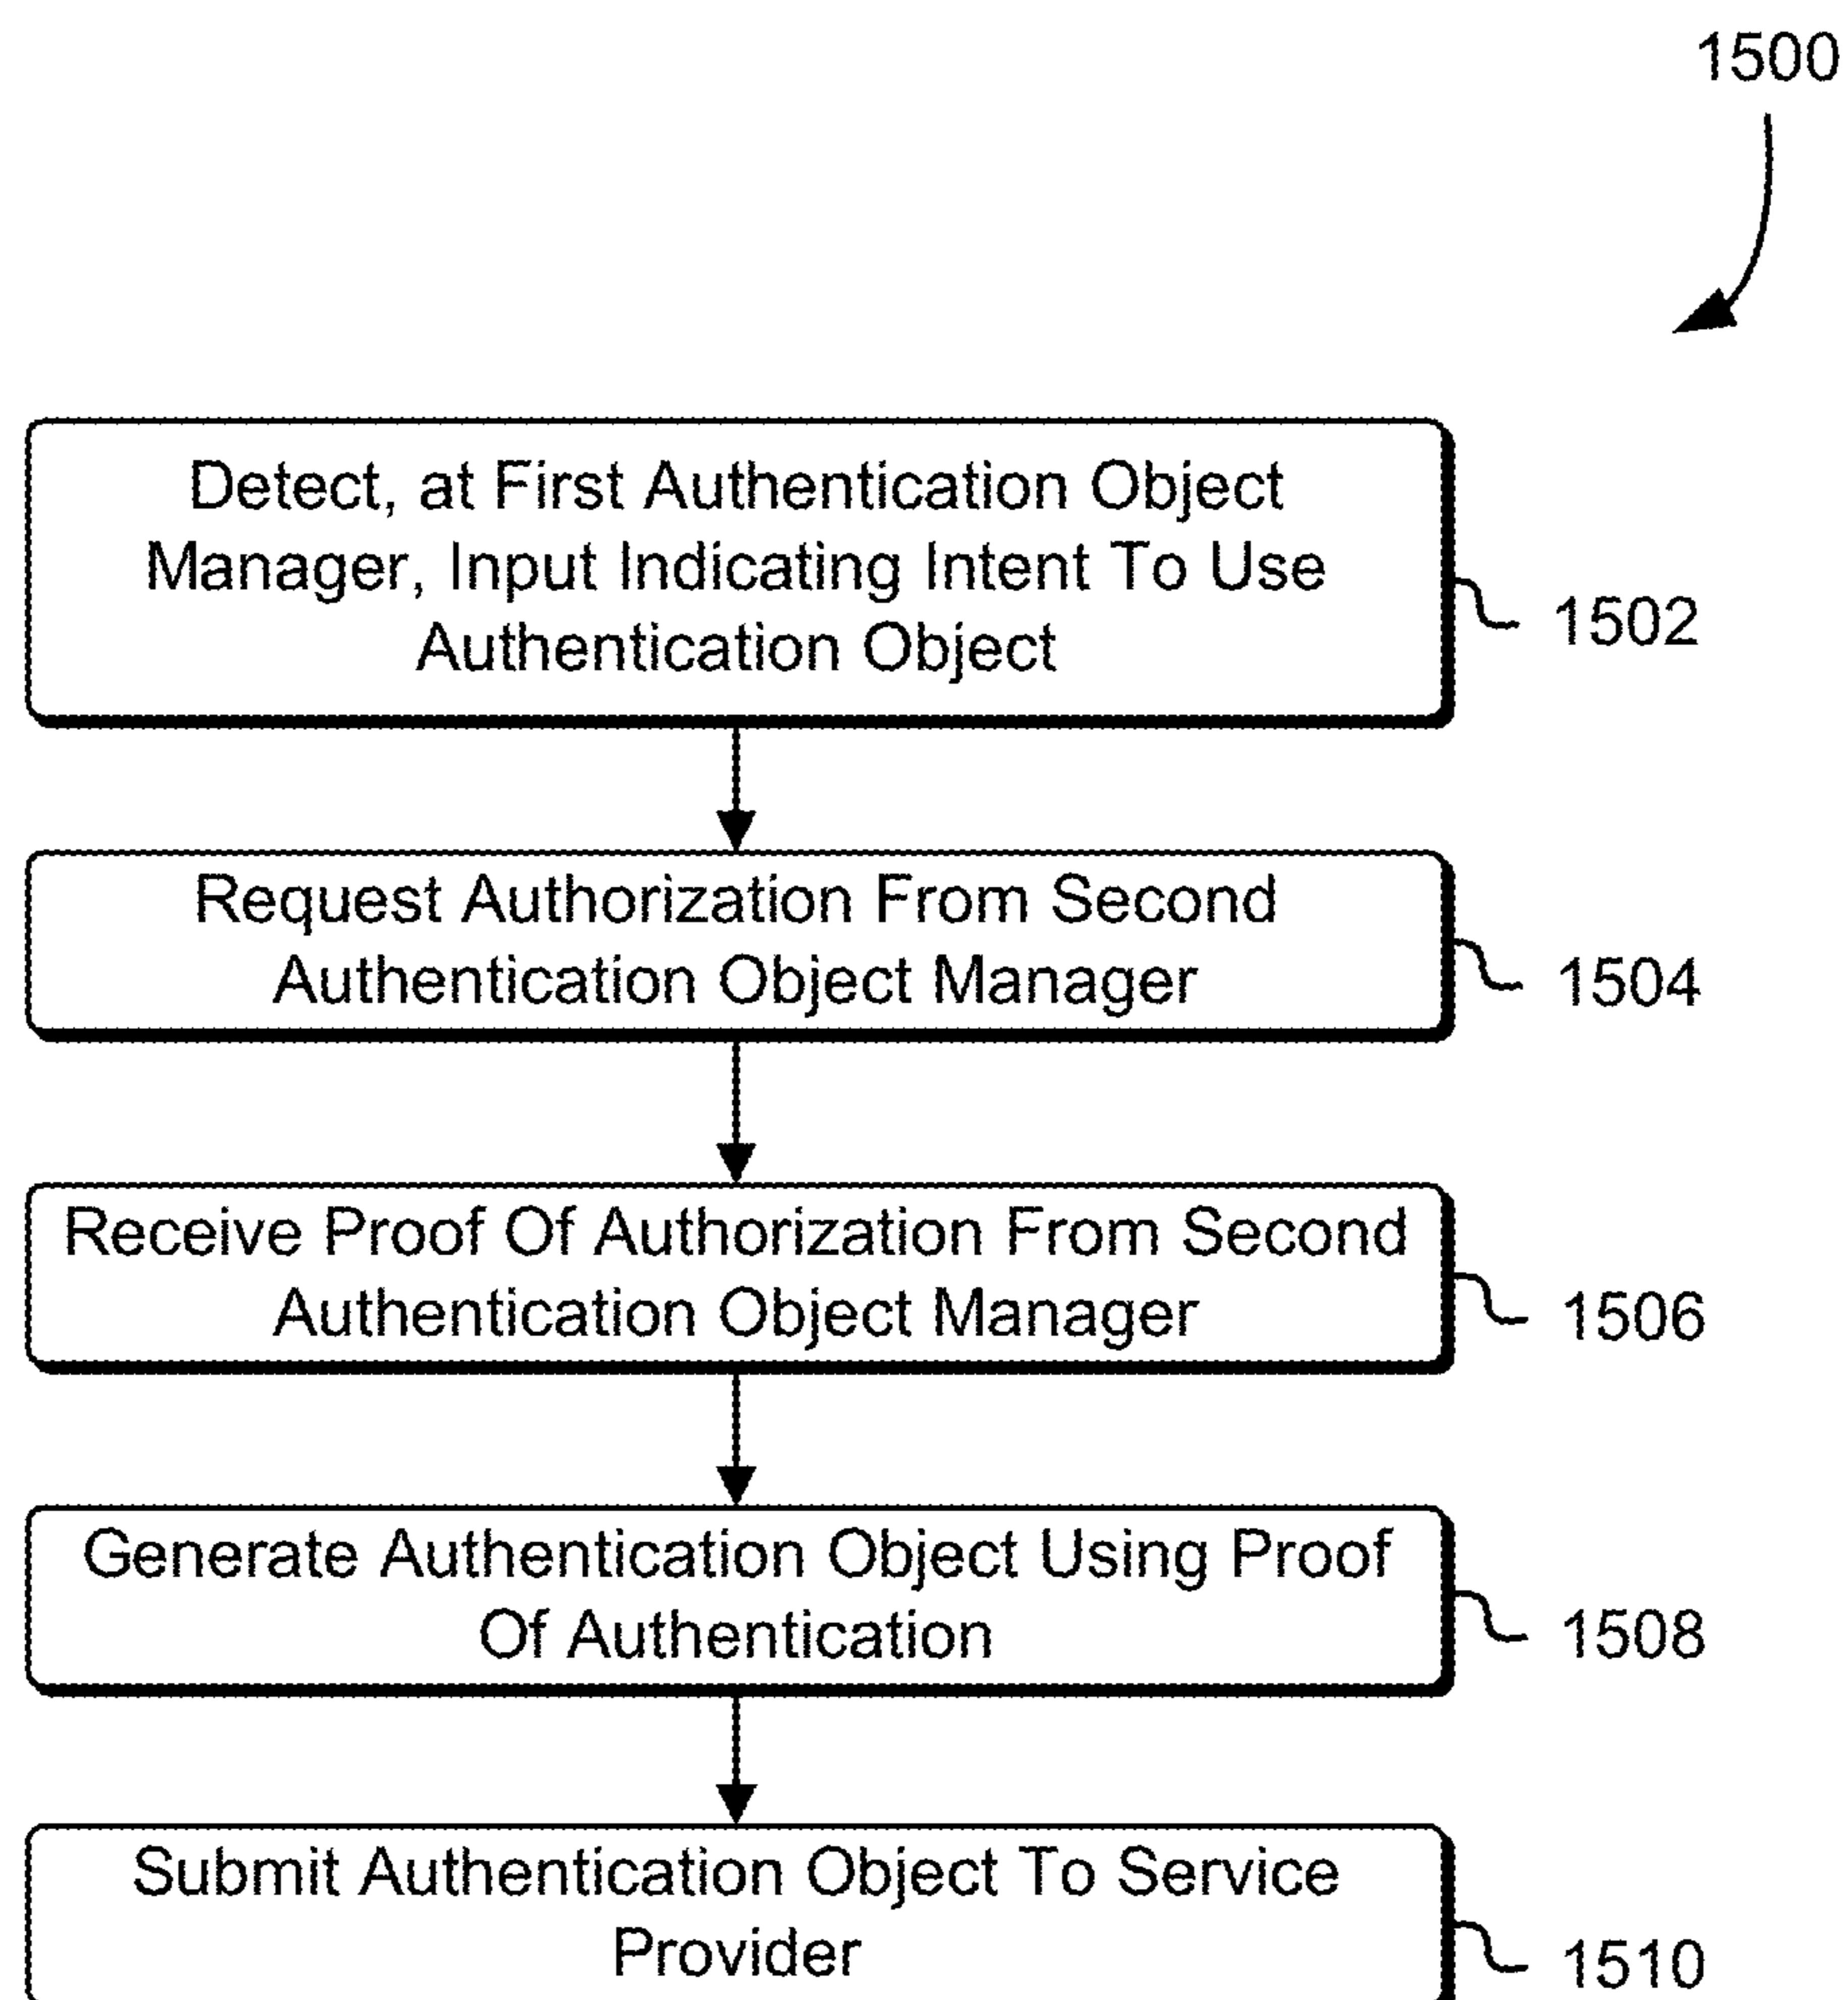 1500
Detect, at First Authentication Object
Manager, Input Indicating Intent To Use
Authentication Object
1502
Request Authorization From Second
Authentication Object Manager
1504
Receive Proof Of Authorization From Second
Authentication Object Manager
1506
Generate Authentication Object Using Proof
Of Authentication
1508
Submit Authentication Object To Service
Provider
1510